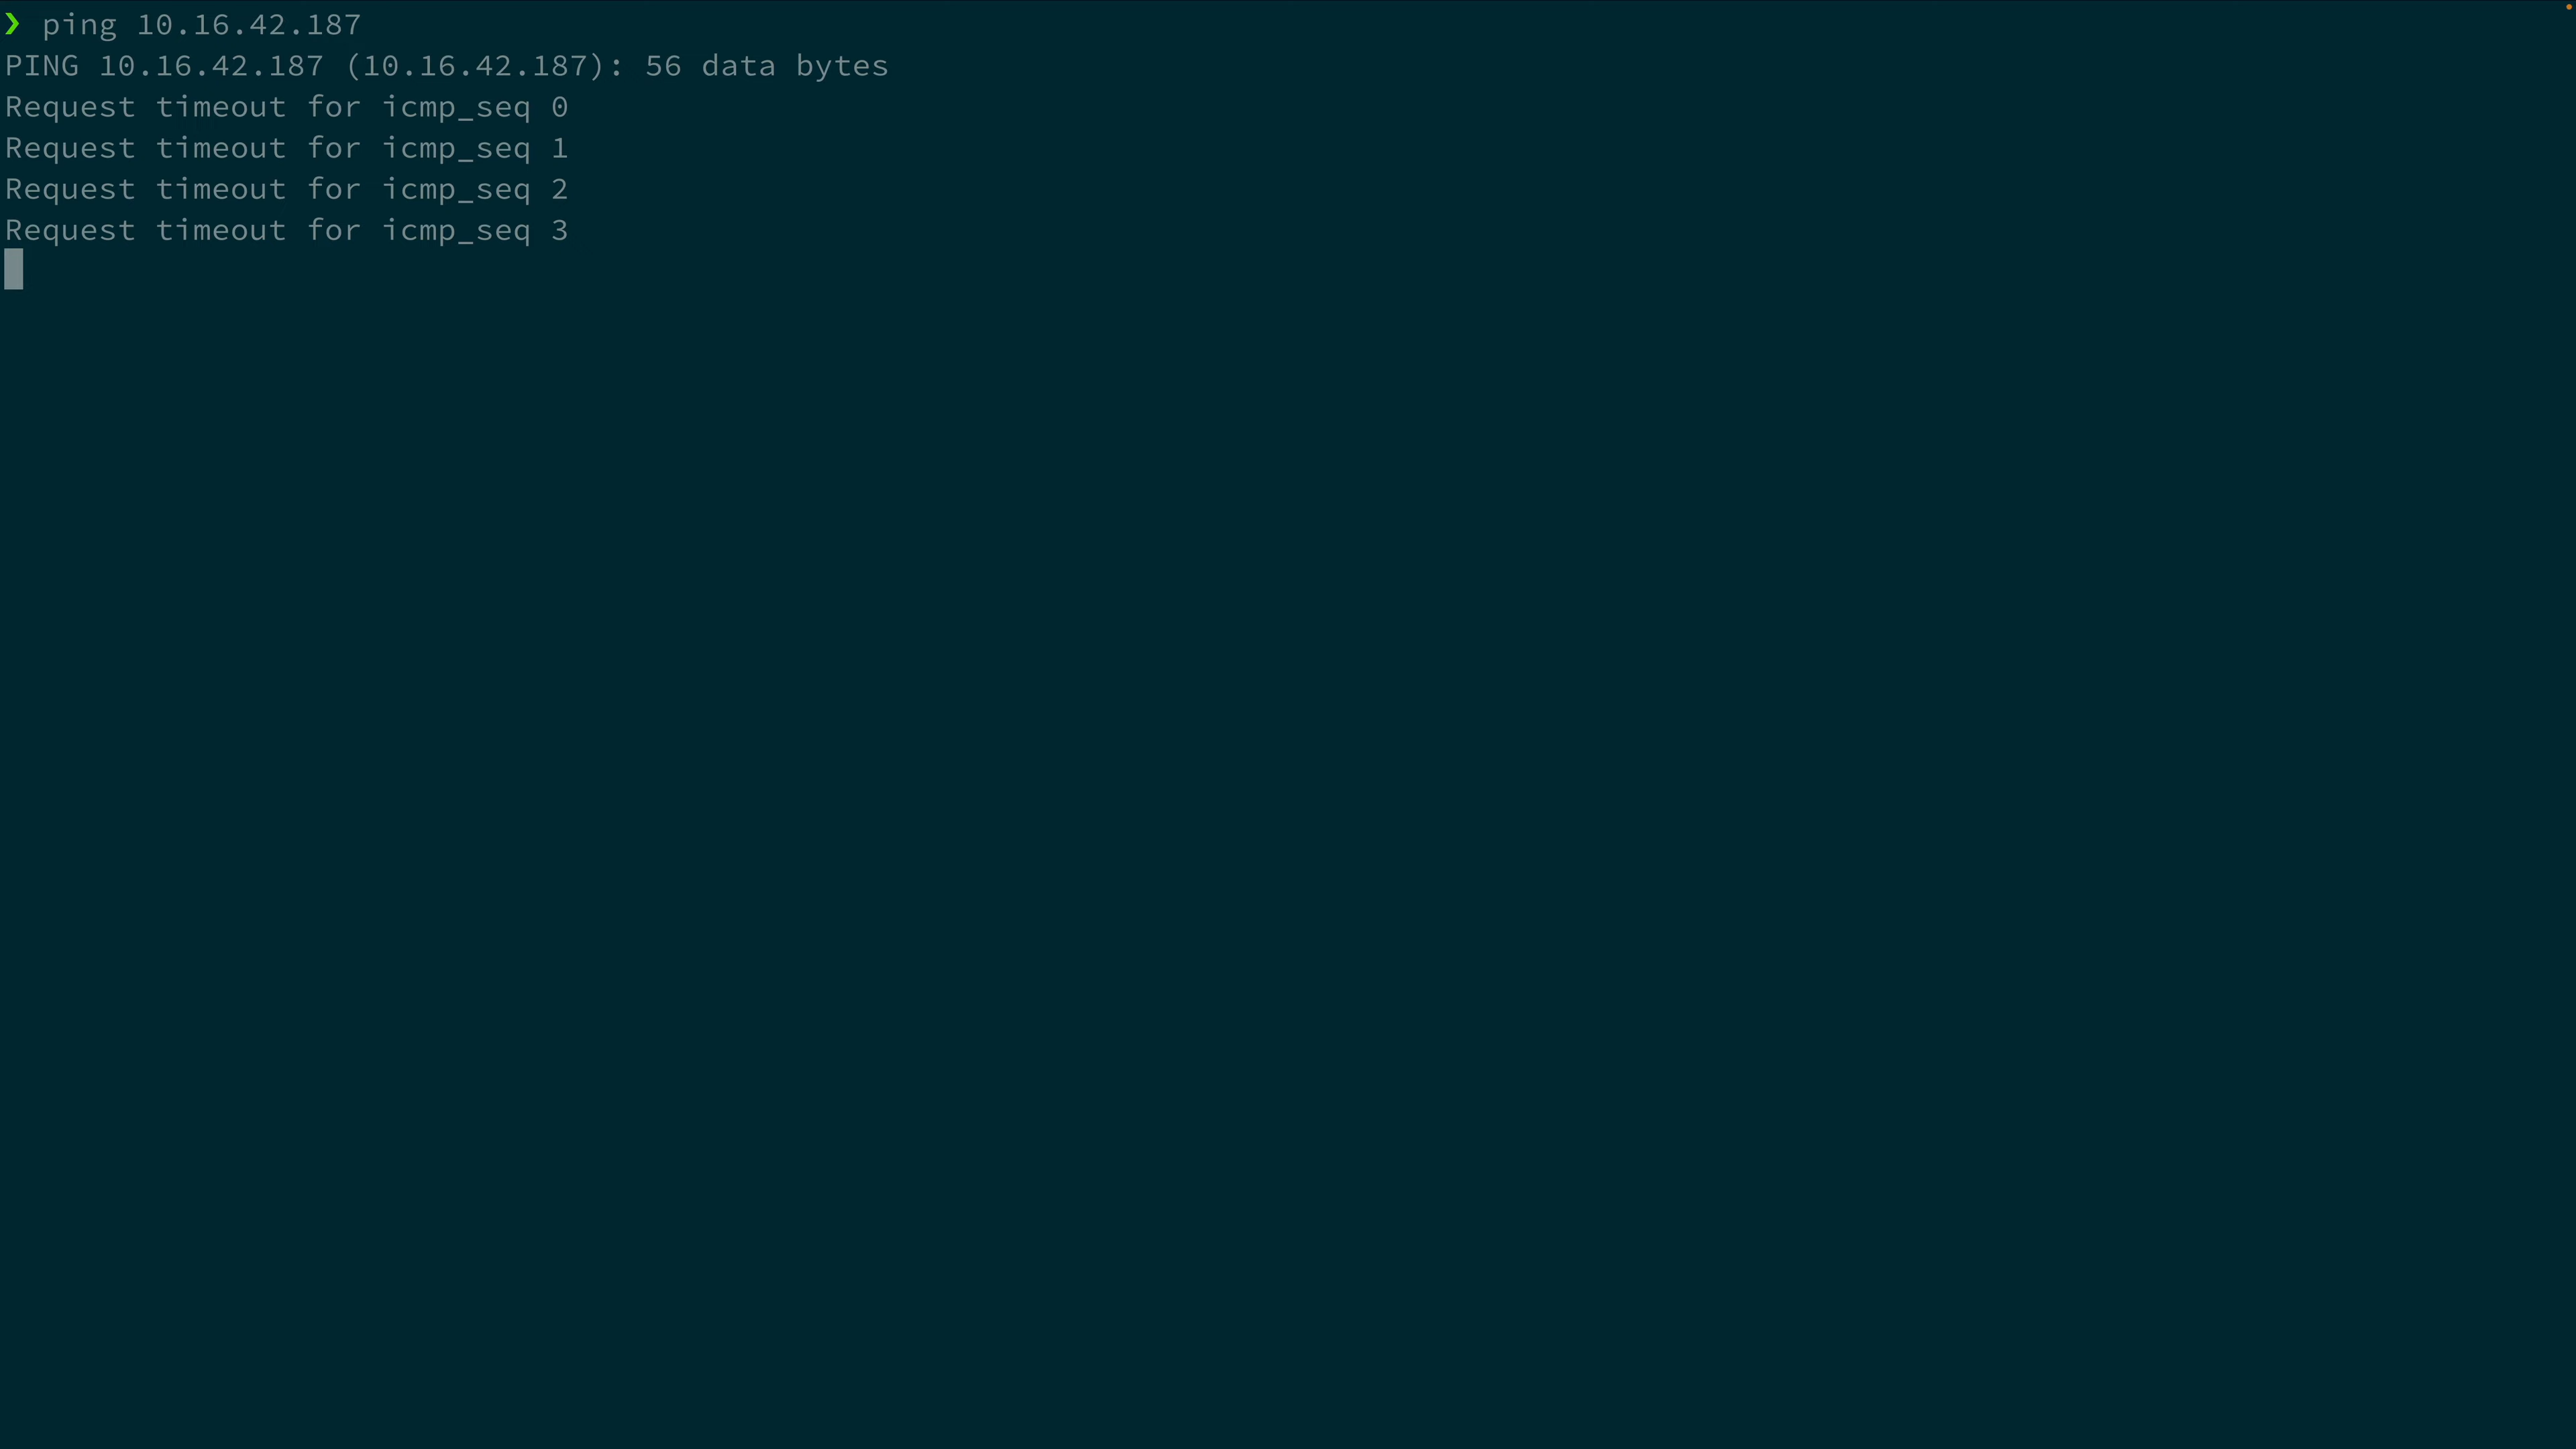 ❯ ping 10.16.42.187
PING 10.16.42.187 (10.16.42.187): 56 data bytes
Request timeout for icmp_seq 0
Request timeout for icmp_seq 1
Request timeout for icmp_seq 2
Request timeout for icmp_seq 3